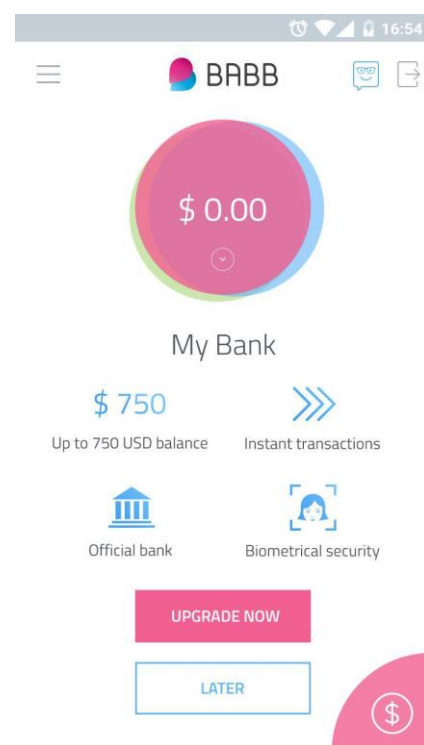 16:54
BABB
$ 0.00
My Bank
$ 750
Up to 750 USD balance
Instant transactions
Official bank
Biometrical security
UPGRADE NOW
LATER
$